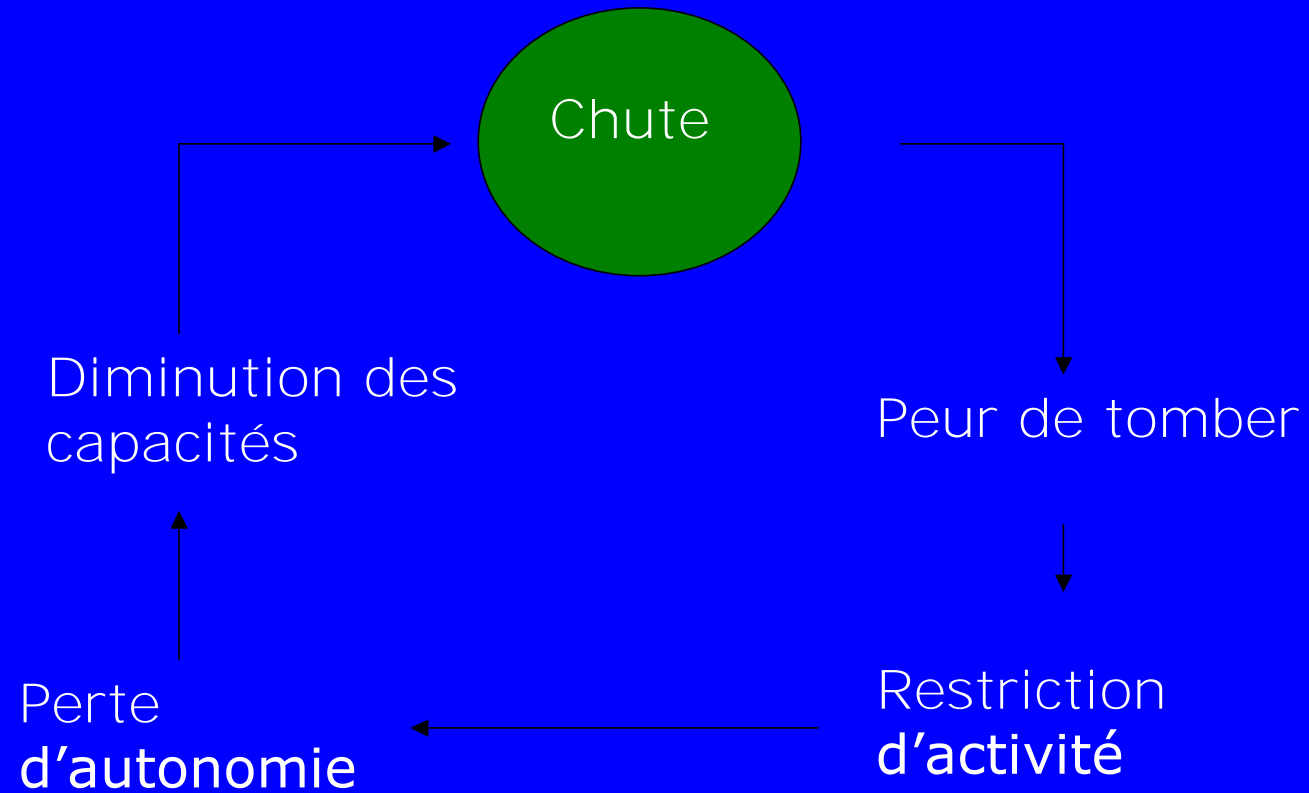 Chute
Diminution des
capacités
Peur de tomber
Perte
d’autonomie
Restriction
d’activité